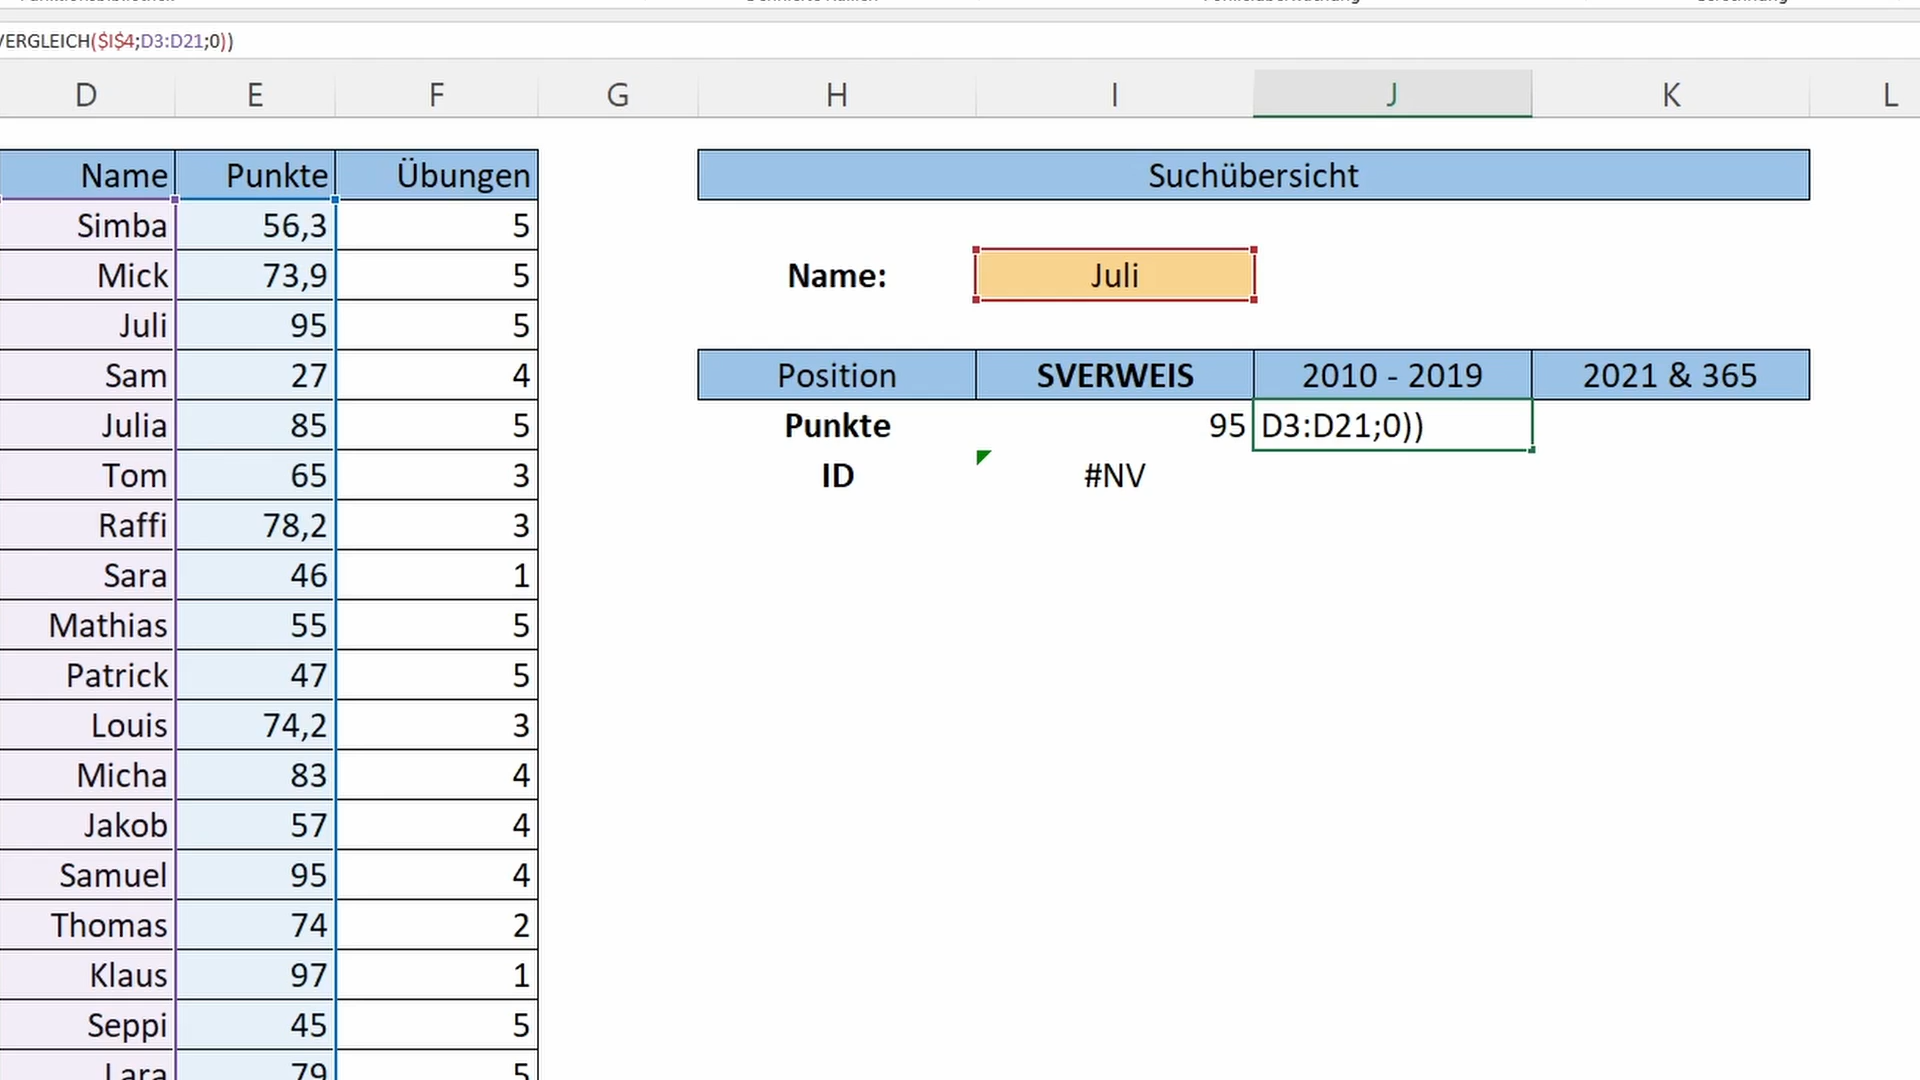 VERGLEICH($I$4;D3:D21;0))
D E F G H I J K L
Name Punkte Übungen Suchübersicht
Simba 56,3 5
Mick 73,9 5 Name: Juli
Juli 95 5
Sam 27 4 Position SVERWEIS 2010 - 2019 2021 & 365
Julia 85 5 Punkte 95 D3:D21;0))
Tom 65 3 ID #NV
Raffi 78,2 3
Sara 46 1
Mathias 55 5
Patrick 47 5
Louis 74,2 3
Micha 83 4
Jakob 57 4
Samuel 95 4
Thomas 74 2
Klaus 97 1
Seppi 45 5
Lara 79 5